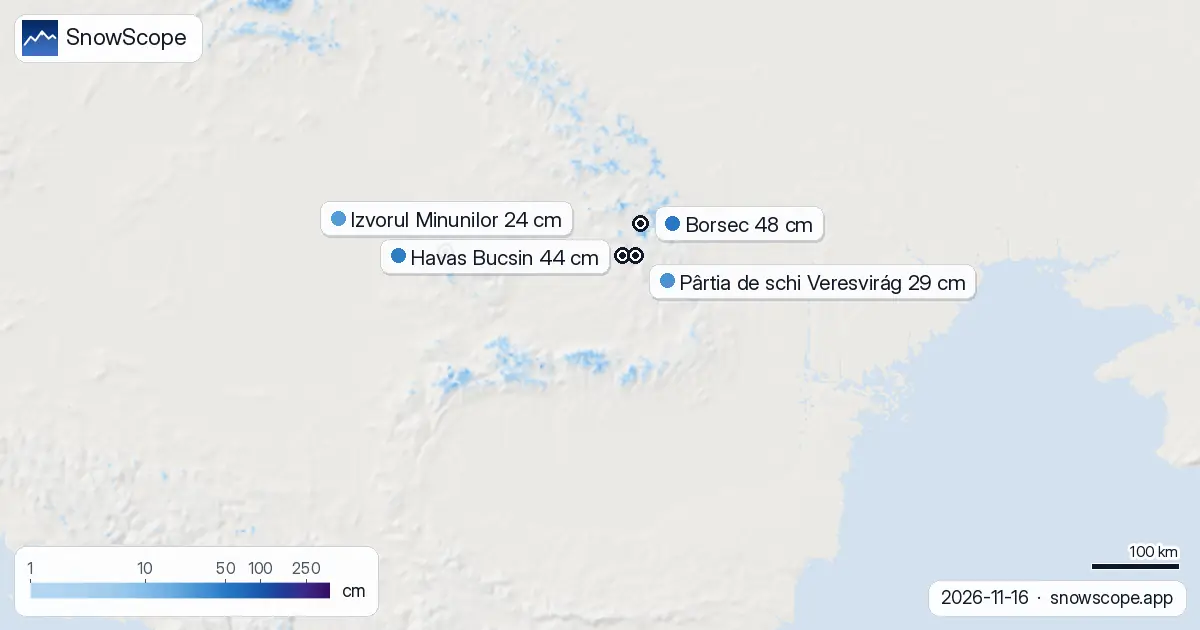 SnowScope
Izvorul Minunilor 24 cm
Borsec 48 cm
Havas Bucsin 44 cm
Pârtia de schi Veresvirág 29 cm
1 10 50 100 250
cm
100 km
2026-11-16 · snowscope.app